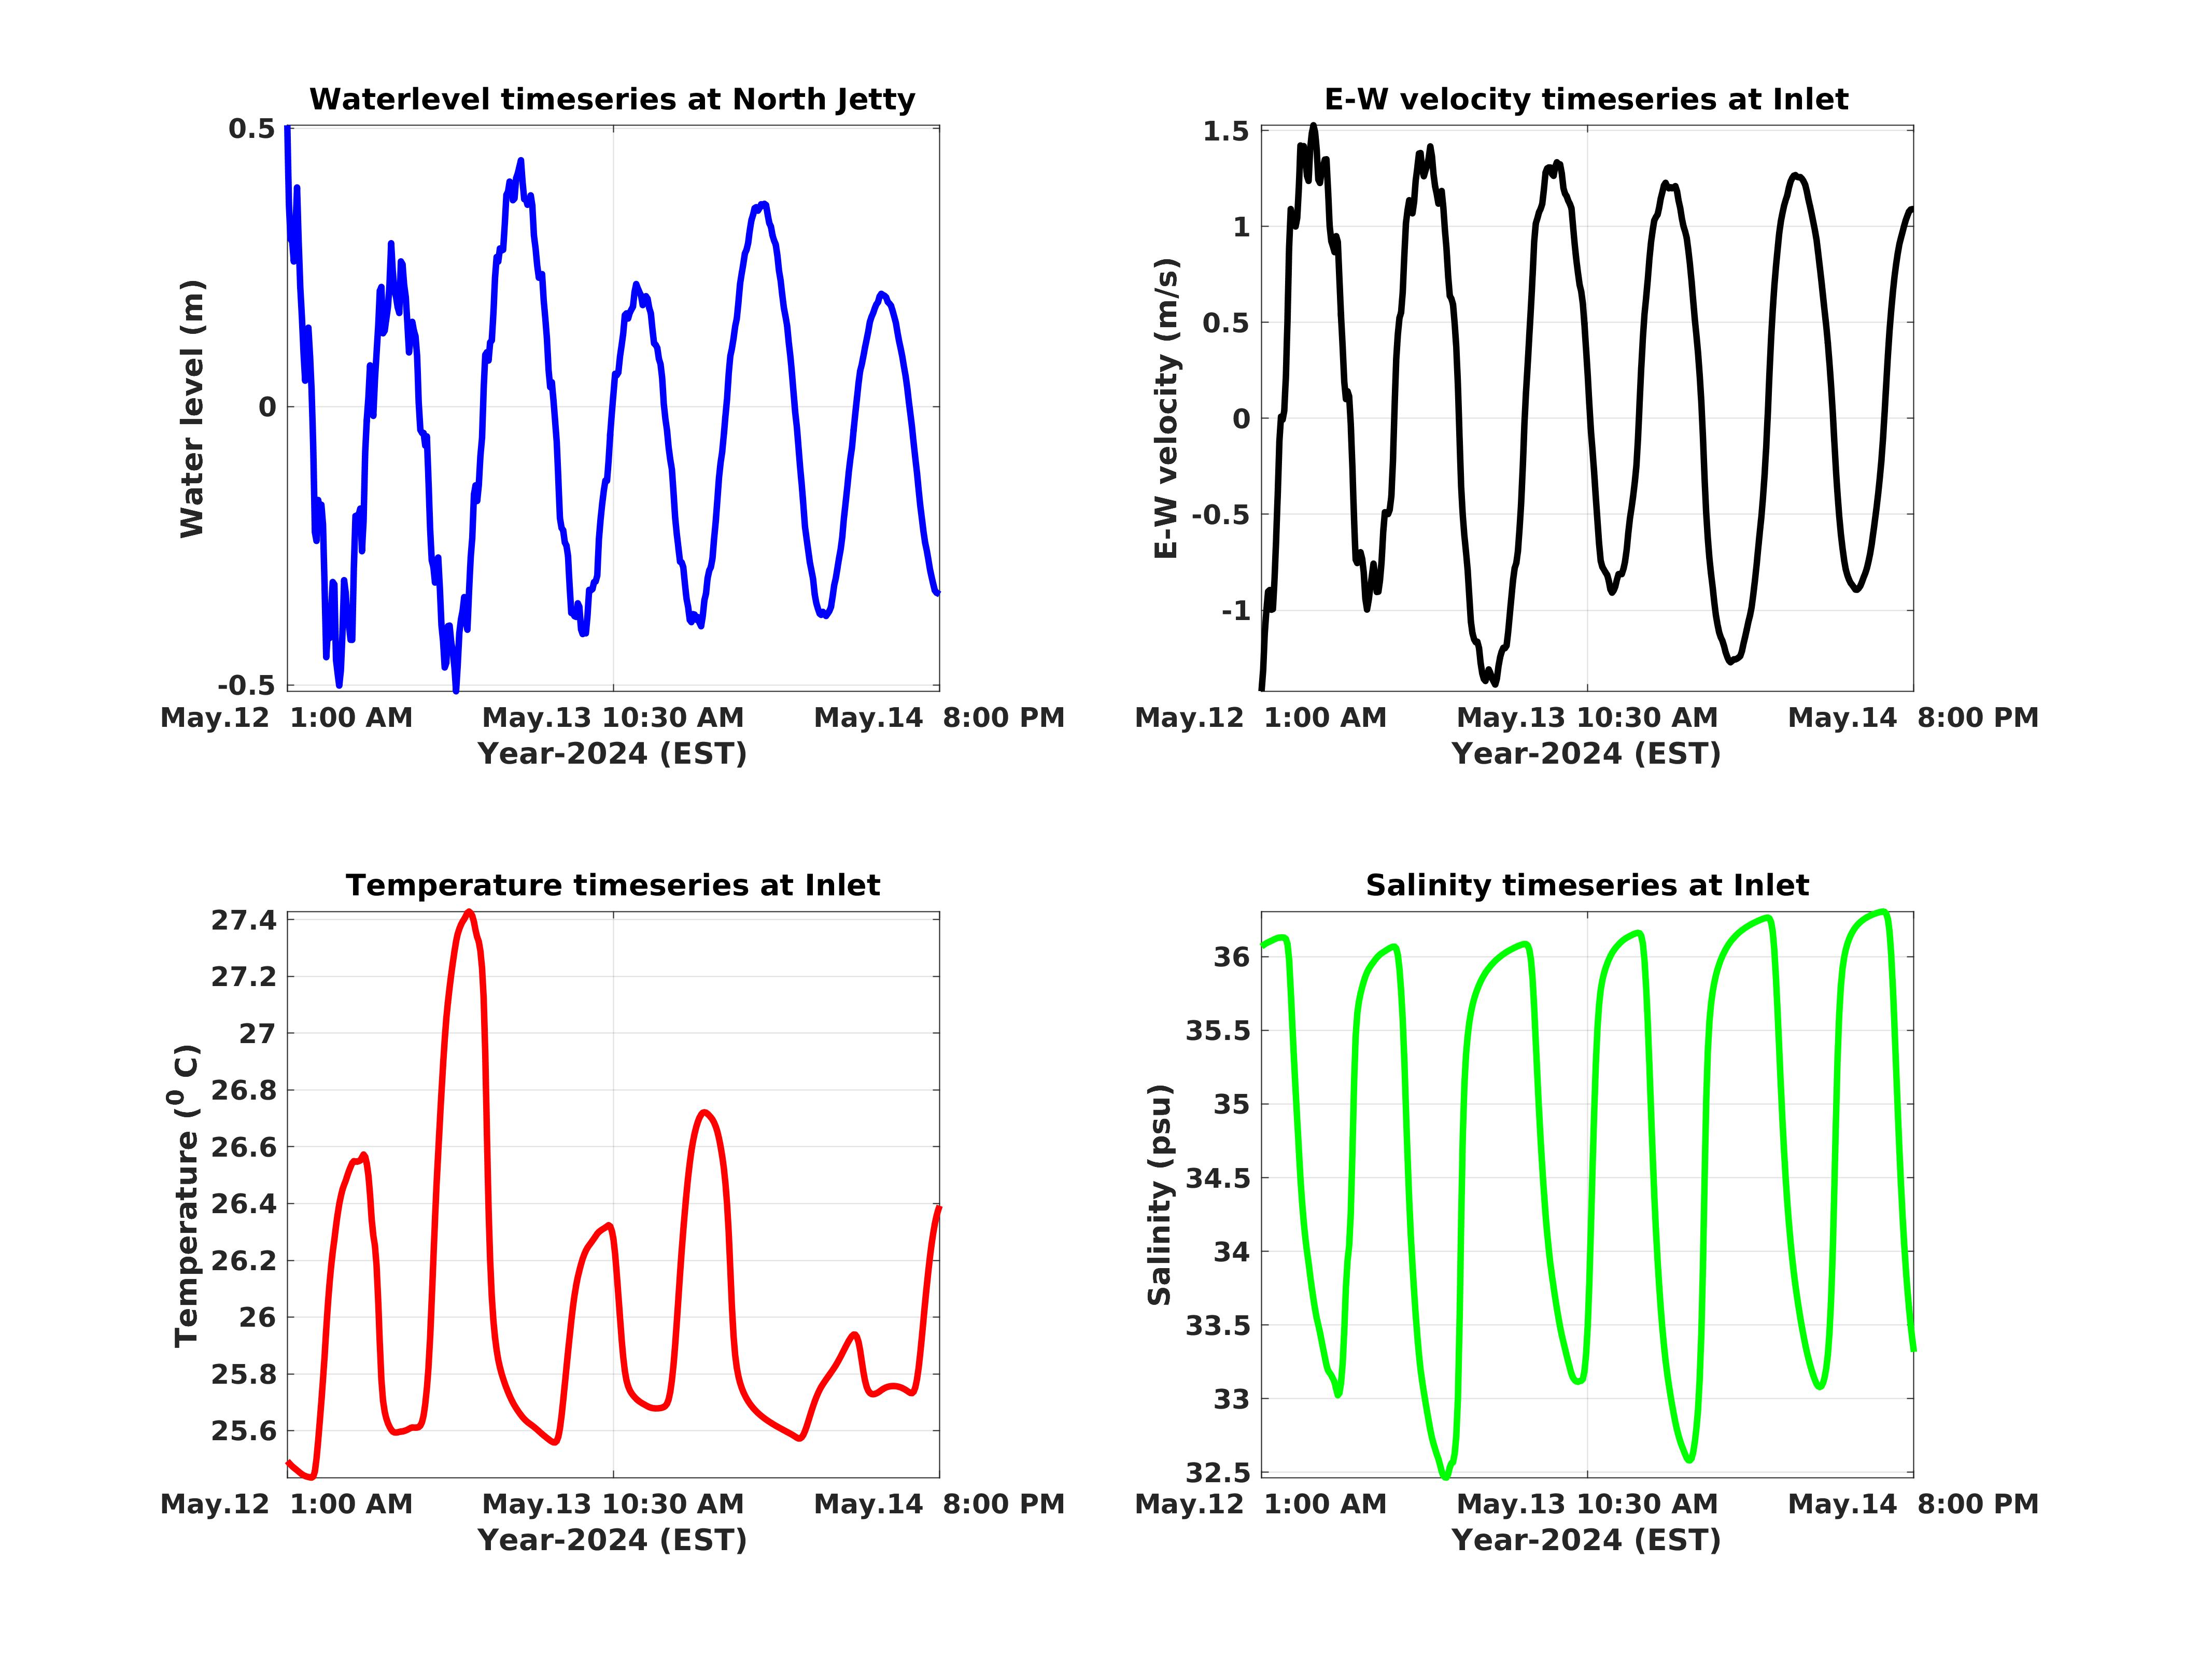 Waterlevel timeseries at North Jetty
0.5
0
-0.5
Water level (m)
May.12 1:00 AM May.13 10:30 AM May.14 8:00 PM
Year-2024 (EST)
E-W velocity timeseries at Inlet
1.5
1
0.5
0
-0.5
-1
E-W velocity (m/s)
May.12 1:00 AM May.13 10:30 AM May.14 8:00 PM
Year-2024 (EST)
Temperature timeseries at Inlet
27.4
27.2
27
26.8
26.6
26.4
26.2
26
25.8
25.6
Temperature (⁰ C)
May.12 1:00 AM May.13 10:30 AM May.14 8:00 PM
Year-2024 (EST)
Salinity timeseries at Inlet
36
35.5
35
34.5
34
33.5
33
32.5
Salinity (psu)
May.12 1:00 AM May.13 10:30 AM May.14 8:00 PM
Year-2024 (EST)